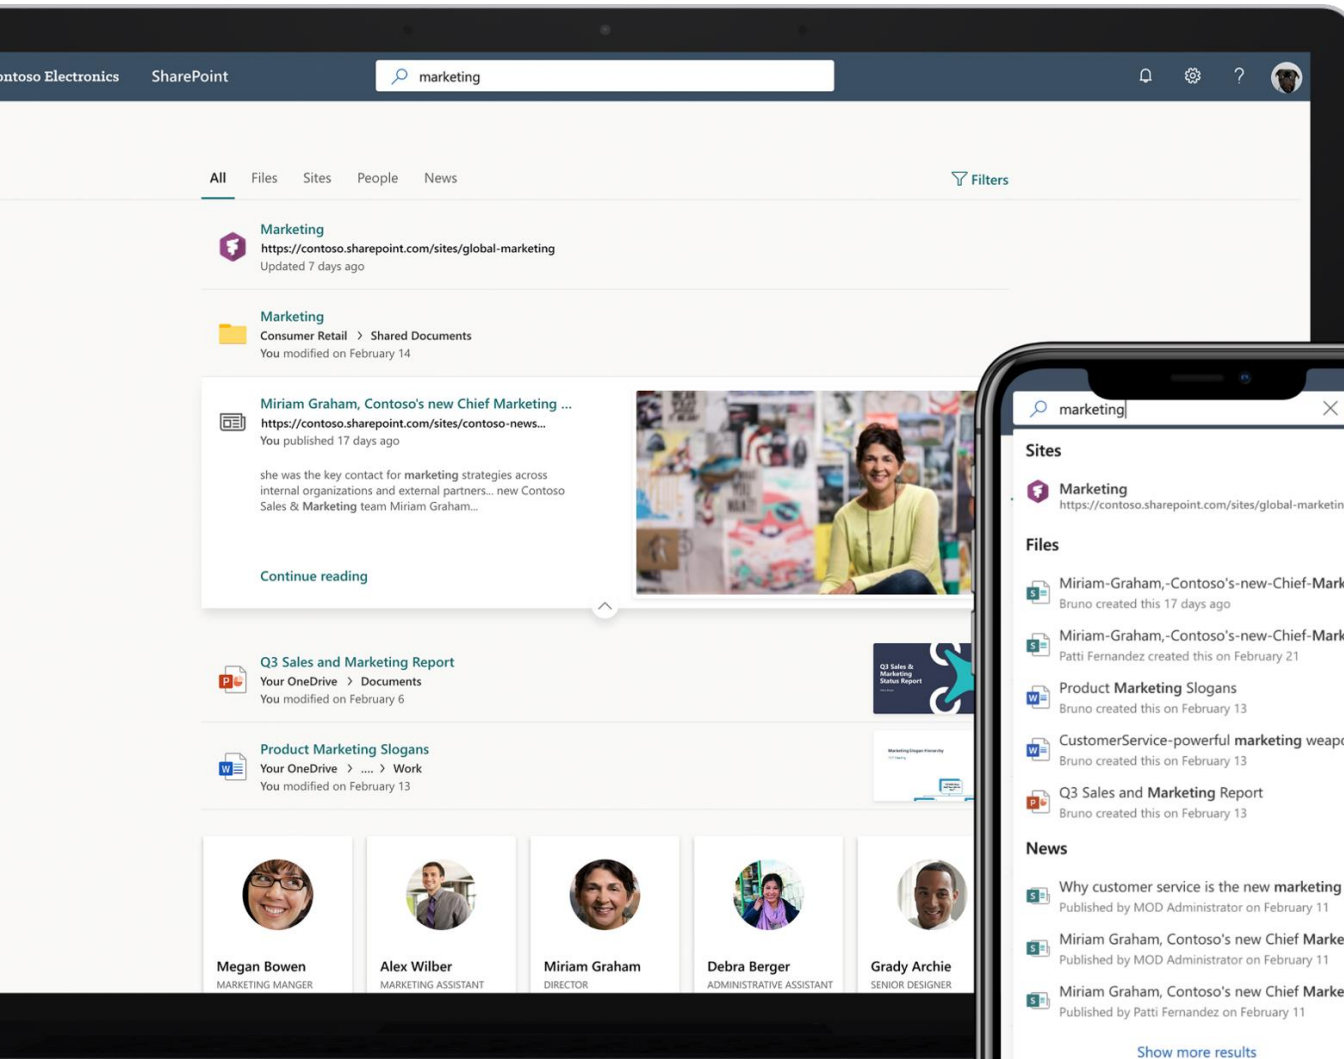 ontoso Electronics
SharePoint
marketing
?
All
Files
Sites
People
News
Filters
Marketing
https://contoso.sharepoint.com/sites/global-marketing
Updated 7 days ago
Marketing
Consumer Retail > Shared Documents
You modified on February 14
Miriam Graham, Contoso's new Chief Marketing ...
https://contoso.sharepoint.com/sites/contoso-news...
You published 17 days ago
she was the key contact for marketing strategies across
internal organizations and external partners... new Contoso
Sales & Marketing team Miriam Graham...
Continue reading
Q3 Sales and Marketing Report
Your OneDrive > Documents
You modified on February 6
Q3 Sales &
Marketing
Status Report
Product Marketing Slogans
Your OneDrive > .... > Work
You modified on February 13
Marketing Slogan Hierarchy
Megan Bowen
MARKETING MANGER
Alex Wilber
MARKETING ASSISTANT
Miriam Graham
DIRECTOR
Debra Berger
ADMINISTRATIVE ASSISTANT
Grady Archie
SENIOR DESIGNER
marketing
Sites
Marketing
https://contoso.sharepoint.com/sites/global-marketin
Files
Miriam-Graham,-Contoso's-new-Chief-Mark
Bruno created this 17 days ago
Miriam-Graham,-Contoso's-new-Chief-Mark
Patti Fernandez created this on February 21
Product Marketing Slogans
Bruno created this on February 13
CustomerService-powerful marketing weapo
Bruno created this on February 13
Q3 Sales and Marketing Report
Bruno created this on February 13
News
Why customer service is the new marketing
Published by MOD Administrator on February 11
Miriam Graham, Contoso's new Chief Marke
Published by MOD Administrator on February 11
Miriam Graham, Contoso's new Chief Marke
Published by Patti Fernandez on February 11
Show more results